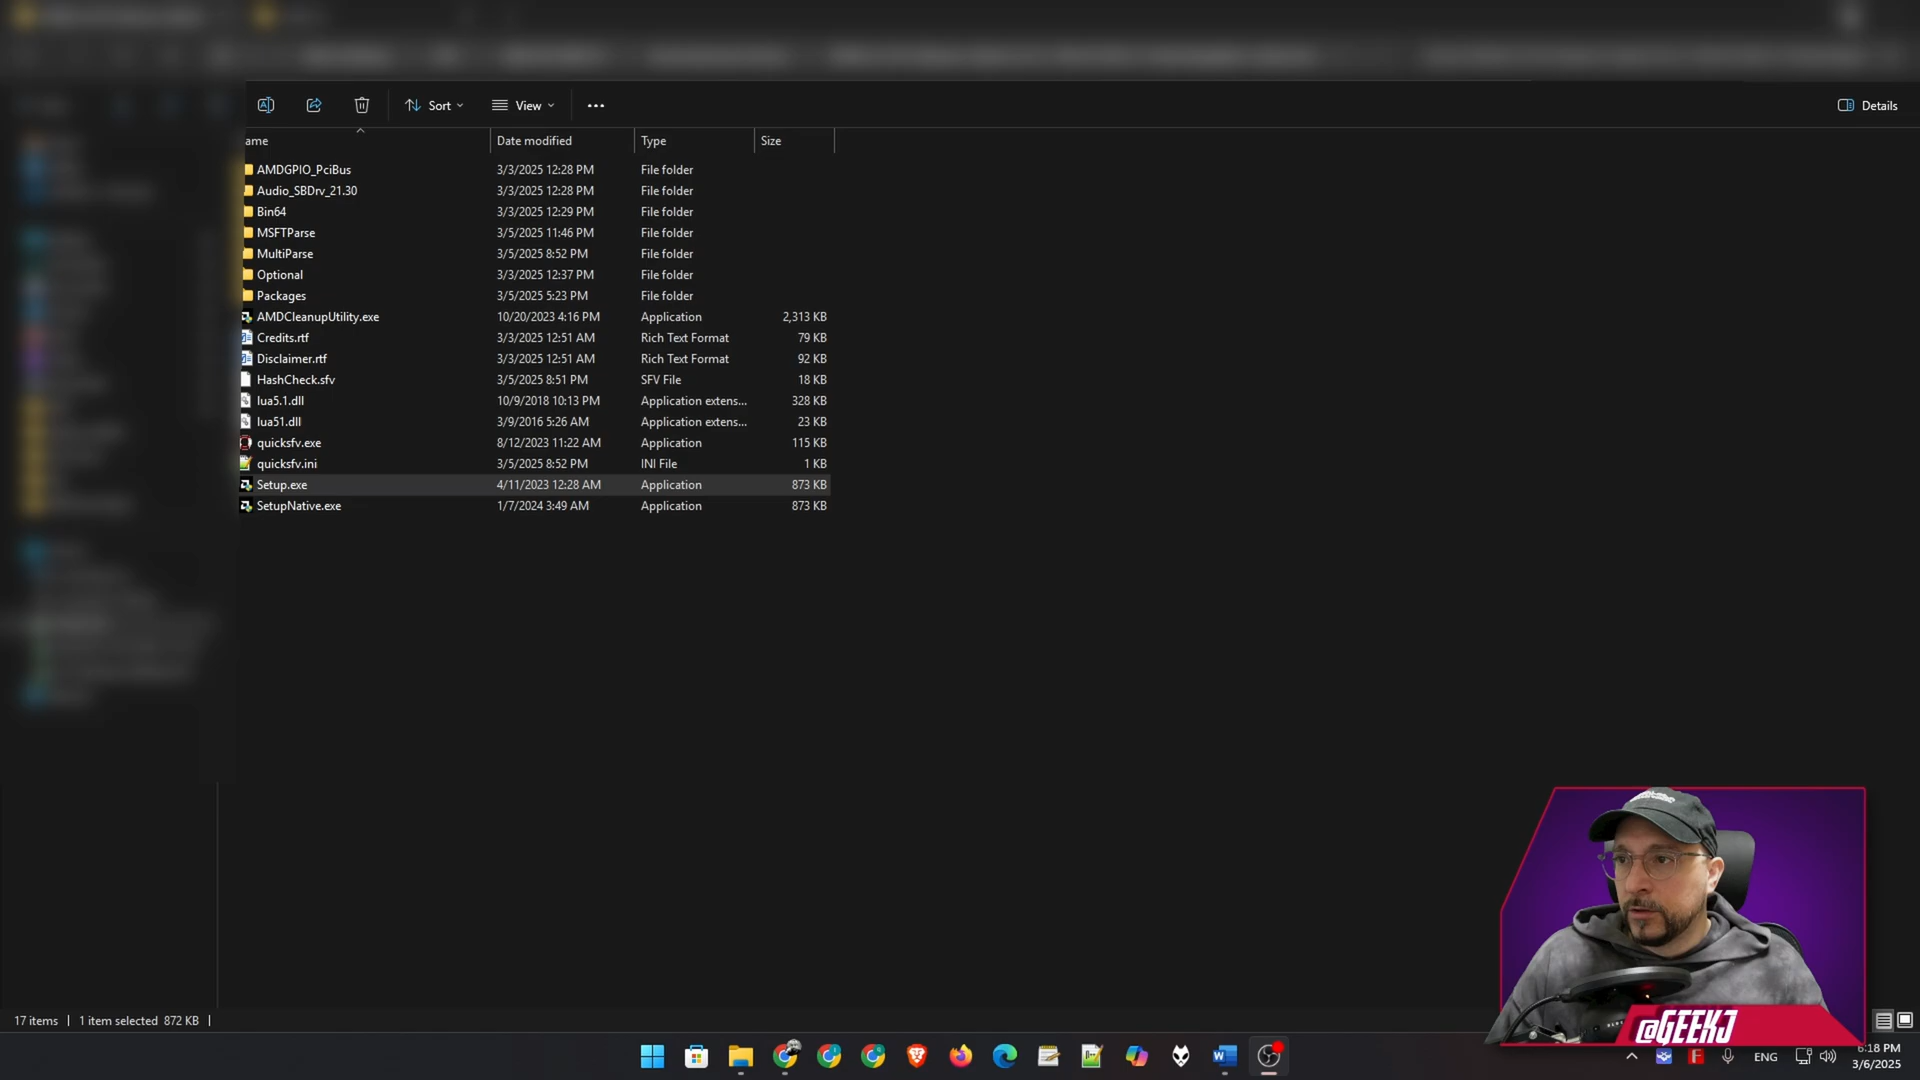 Sort
View
Details
ame
Date modified
Type
Size
AMDGPIO_PciBus 3/3/2025 12:28 PM File folder
Audio_SBDrv_21.30 3/3/2025 12:28 PM File folder
Bin64 3/3/2025 12:29 PM File folder
MSFTParse 3/5/2025 11:46 PM File folder
MultiParse 3/5/2025 8:52 PM File folder
Optional 3/3/2025 12:37 PM File folder
Packages 3/5/2025 5:23 PM File folder
AMDCleanupUtility.exe 10/20/2023 4:16 PM Application 2,313 KB
Credits.rtf 3/3/2025 12:51 AM Rich Text Format 79 KB
Disclaimer.rtf 3/3/2025 12:51 AM Rich Text Format 92 KB
HashCheck.sfv 3/5/2025 8:51 PM SFV File 18 KB
lua5.1.dll 10/9/2018 10:13 PM Application extens... 328 KB
lua51.dll 3/9/2016 5:26 AM Application extens... 23 KB
quicksfv.exe 8/12/2023 11:22 AM Application 115 KB
quicksfv.ini 3/5/2025 8:52 PM INI File 1 KB
Setup.exe 4/11/2023 12:28 AM Application 873 KB
SetupNative.exe 1/7/2024 3:49 AM Application 873 KB
@GEEKJ
17 items | 1 item selected 872 KB |
ENG
6:18 PM
3/6/2025